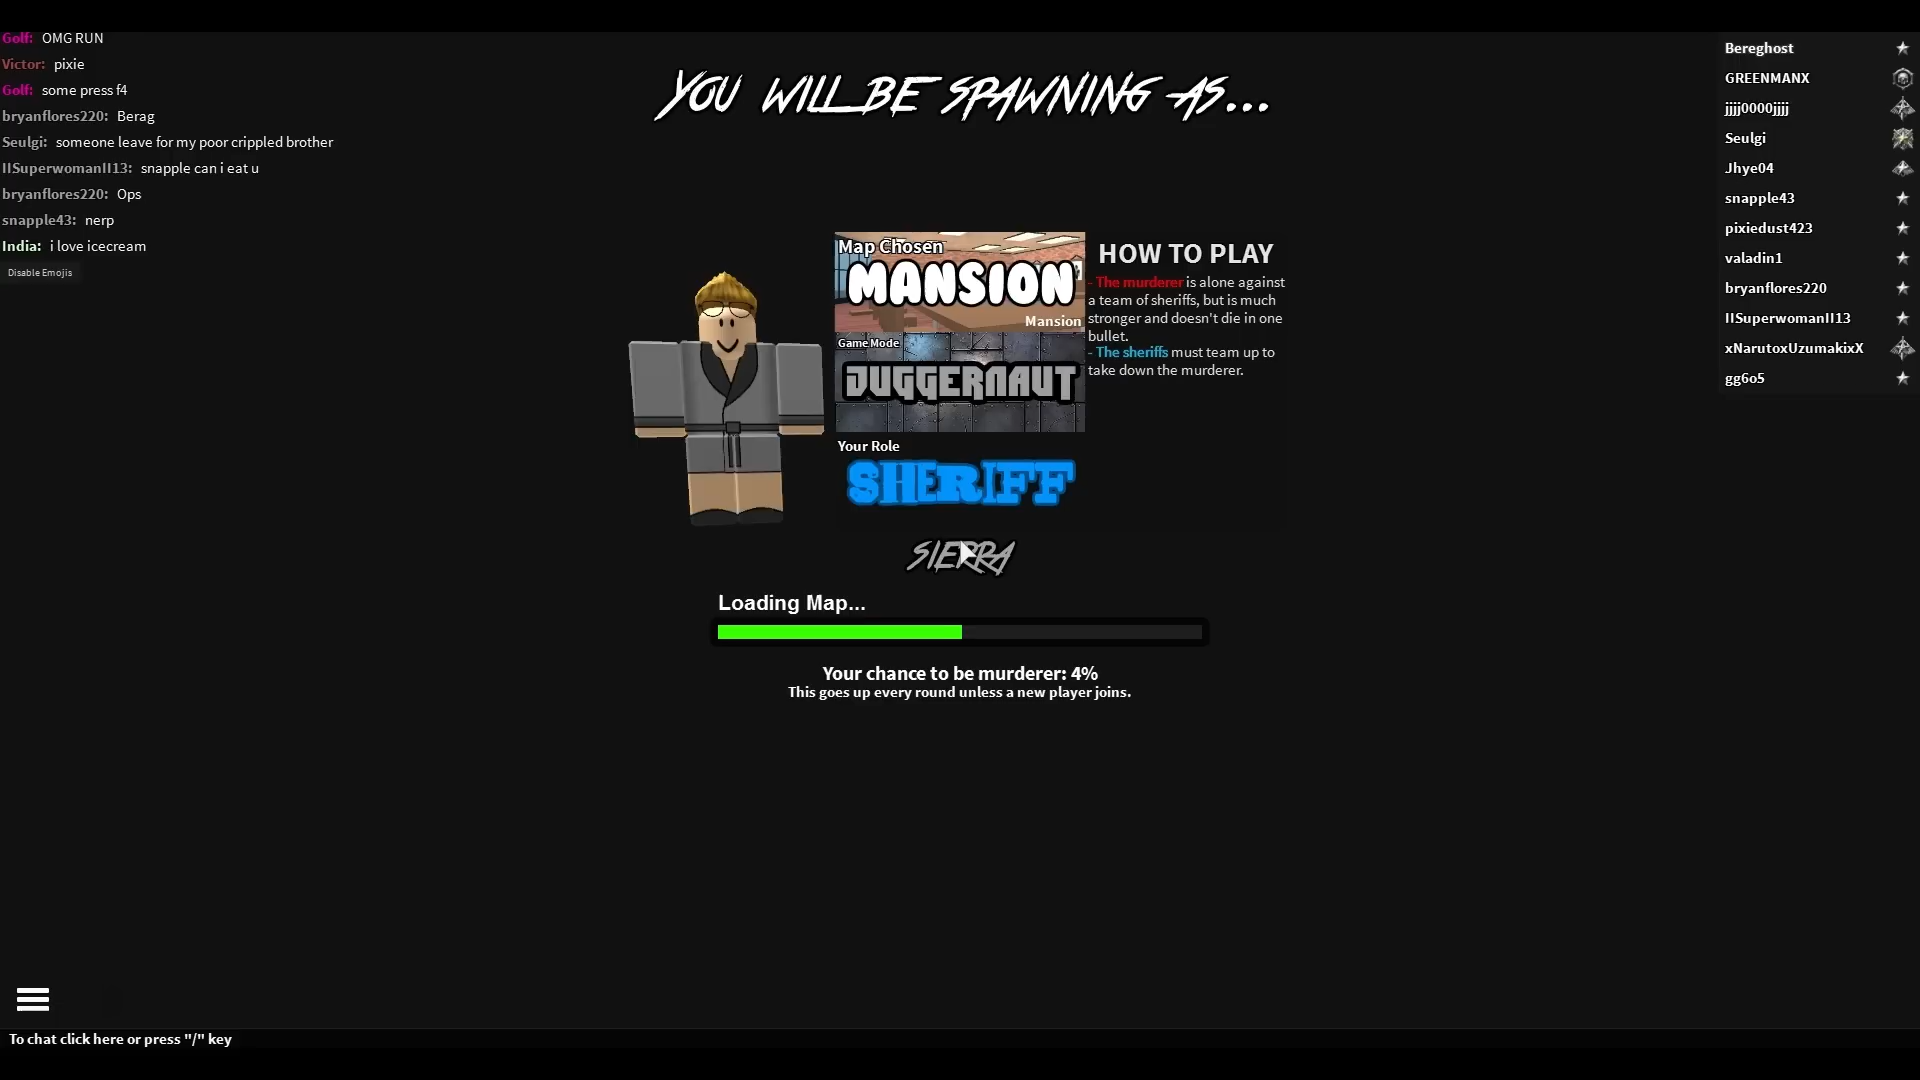 Golf: OMG RUN
Victor: pixie
Golf: some press f4
bryanflores220: Berag
Seulgi: someone leave for my poor crippled brother
IISuperwomanII13: snapple can i eat u
bryanflores220: Ops
snapple43: nerp
India: i love icecream
Disable Emojis
YOU WILL BE SPAWNING AS...
Map Chosen
MANSION
Mansion
Game Mode
JUGGERNAUT
Your Role
SHERIFF
HOW TO PLAY
- The murderer is alone against
a team of sheriffs, but is much
stronger and doesn't die in one
bullet.
- The sheriffs must team up to
take down the murderer.
SIERRA
Loading Map...
Your chance to be murderer: 4%
This goes up every round unless a new player joins.
Bereghost
GREENMANX
jjjj0000jjjj
Seulgi
Jhye04
snapple43
pixiedust423
valadin1
bryanflores220
IISuperwomanII13
xNarutoxUzumakixX
gg6o5
To chat click here or press "/" key